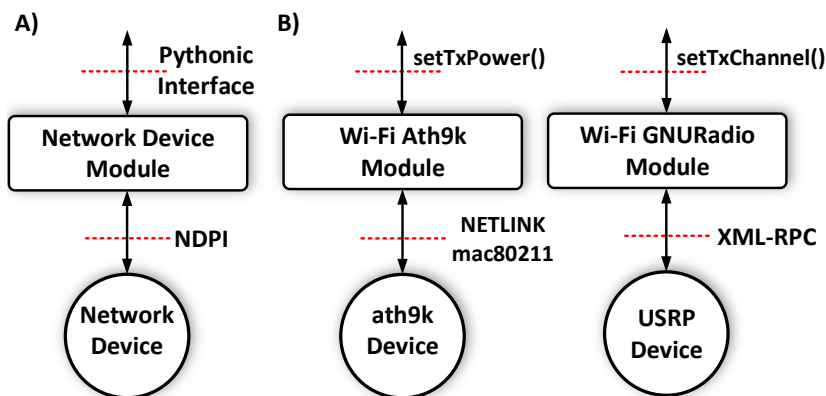 A)
Pythonic
Interface
Network Device
Module
NDPI
Network
Device
B)
setTxPower()
Wi-Fi Ath9k
Module
NETLINK
mac80211
ath9k
Device
setTxChannel()
Wi-Fi GNURadio
Module
XML-RPC
USRP
Device